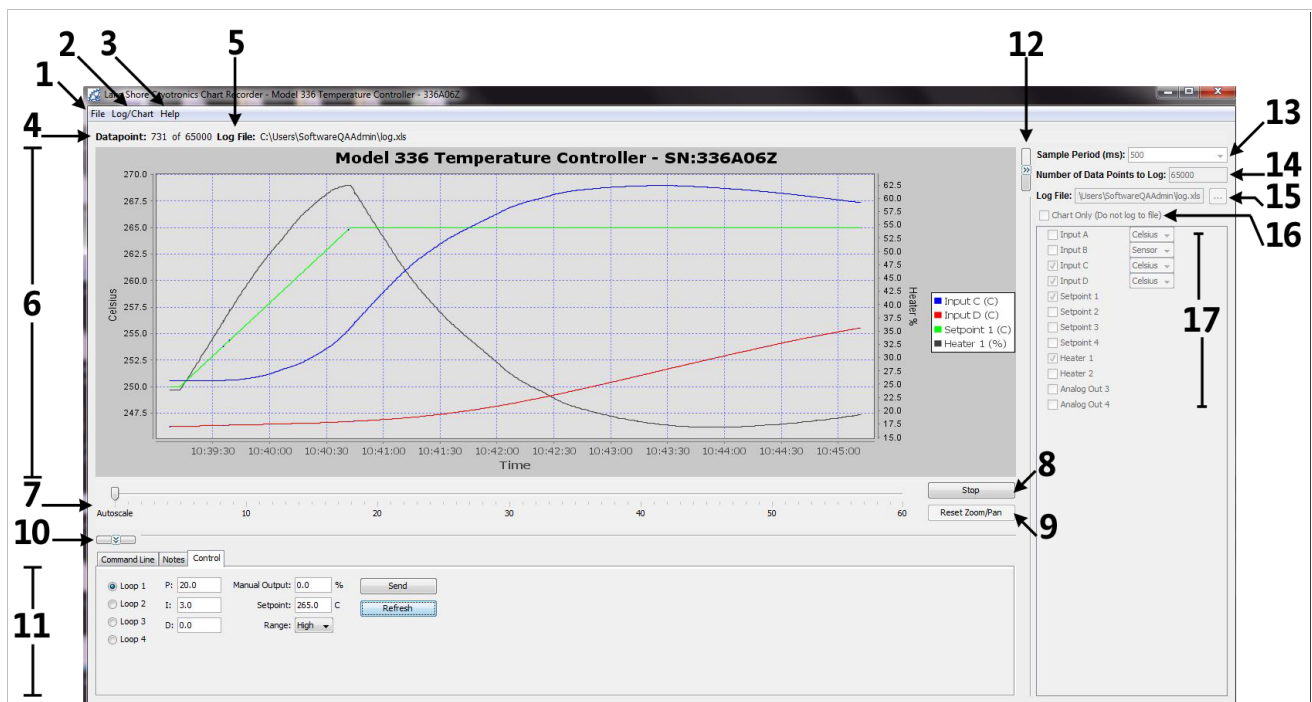 1
2
3
4
5
6
7
8
9
10
11
12
13
14
15
16
17
Lake Shore Cryotronics Chart Recorder - Model 336 Temperature Controller - 336A06Z
File Log/Chart Help
Datapoint: 731 of 65000 Log File: C:\Users\SoftwareQAAdmin\log.xls
Model 336 Temperature Controller - SN:336A06Z
270.0
267.5
265.0
262.5
260.0
257.5
255.0
252.5
250.0
247.5
Celsius
62.5
60.0
57.5
55.0
52.5
50.0
47.5
45.0
42.5
40.0
37.5
35.0
32.5
30.0
27.5
25.0
22.5
20.0
17.5
15.0
Heater %
Input C (C)
Input D (C)
Setpoint 1 (C)
Heater 1 (%)
10:39:30 10:40:00 10:40:30 10:41:00 10:41:30 10:42:00 10:42:30 10:43:00 10:43:30 10:44:00 10:44:30 10:45:00
Time
Autoscale 10 20 30 40 50 60
Stop
Reset Zoom/Pan
Command Line Notes Control
Loop 1 P: 20.0 Manual Output: 0.0 % Send
Loop 2 I: 3.0 Setpoint: 265.0 C Refresh
Loop 3 D: 0.0 Range: High
Loop 4
Sample Period (ms): 500
Number of Data Points to Log: 65000
Log File: \Users\SoftwareQAAdmin\log.xls ...
Chart Only (Do not log to file)
Input A Celsius
Input B Sensor
Input C Celsius
Input D Celsius
Setpoint 1
Setpoint 2
Setpoint 3
Setpoint 4
Heater 1
Heater 2
Analog Out 3
Analog Out 4